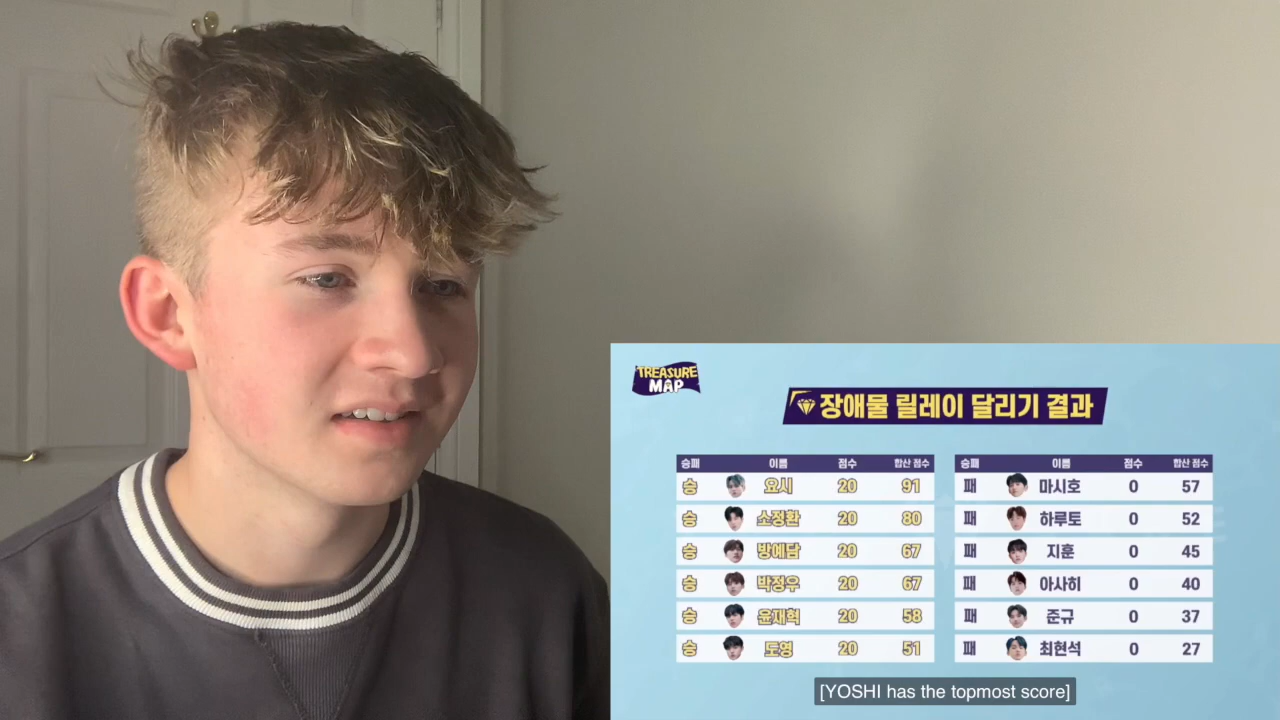 TREASURE
MAP
장애물 릴레이 달리기 결과
승패 이름 점수 합산 점수
승 요시 20 91
승 소정환 20 80
승 방예담 20 67
승 박정우 20 67
승 윤재혁 20 58
승 도영 20 51
승패 이름 점수 합산 점수
패 마시호 0 57
패 하루토 0 52
패 지훈 0 45
패 아사히 0 40
패 준규 0 37
패 최현석 0 27
[YOSHI has the topmost score]